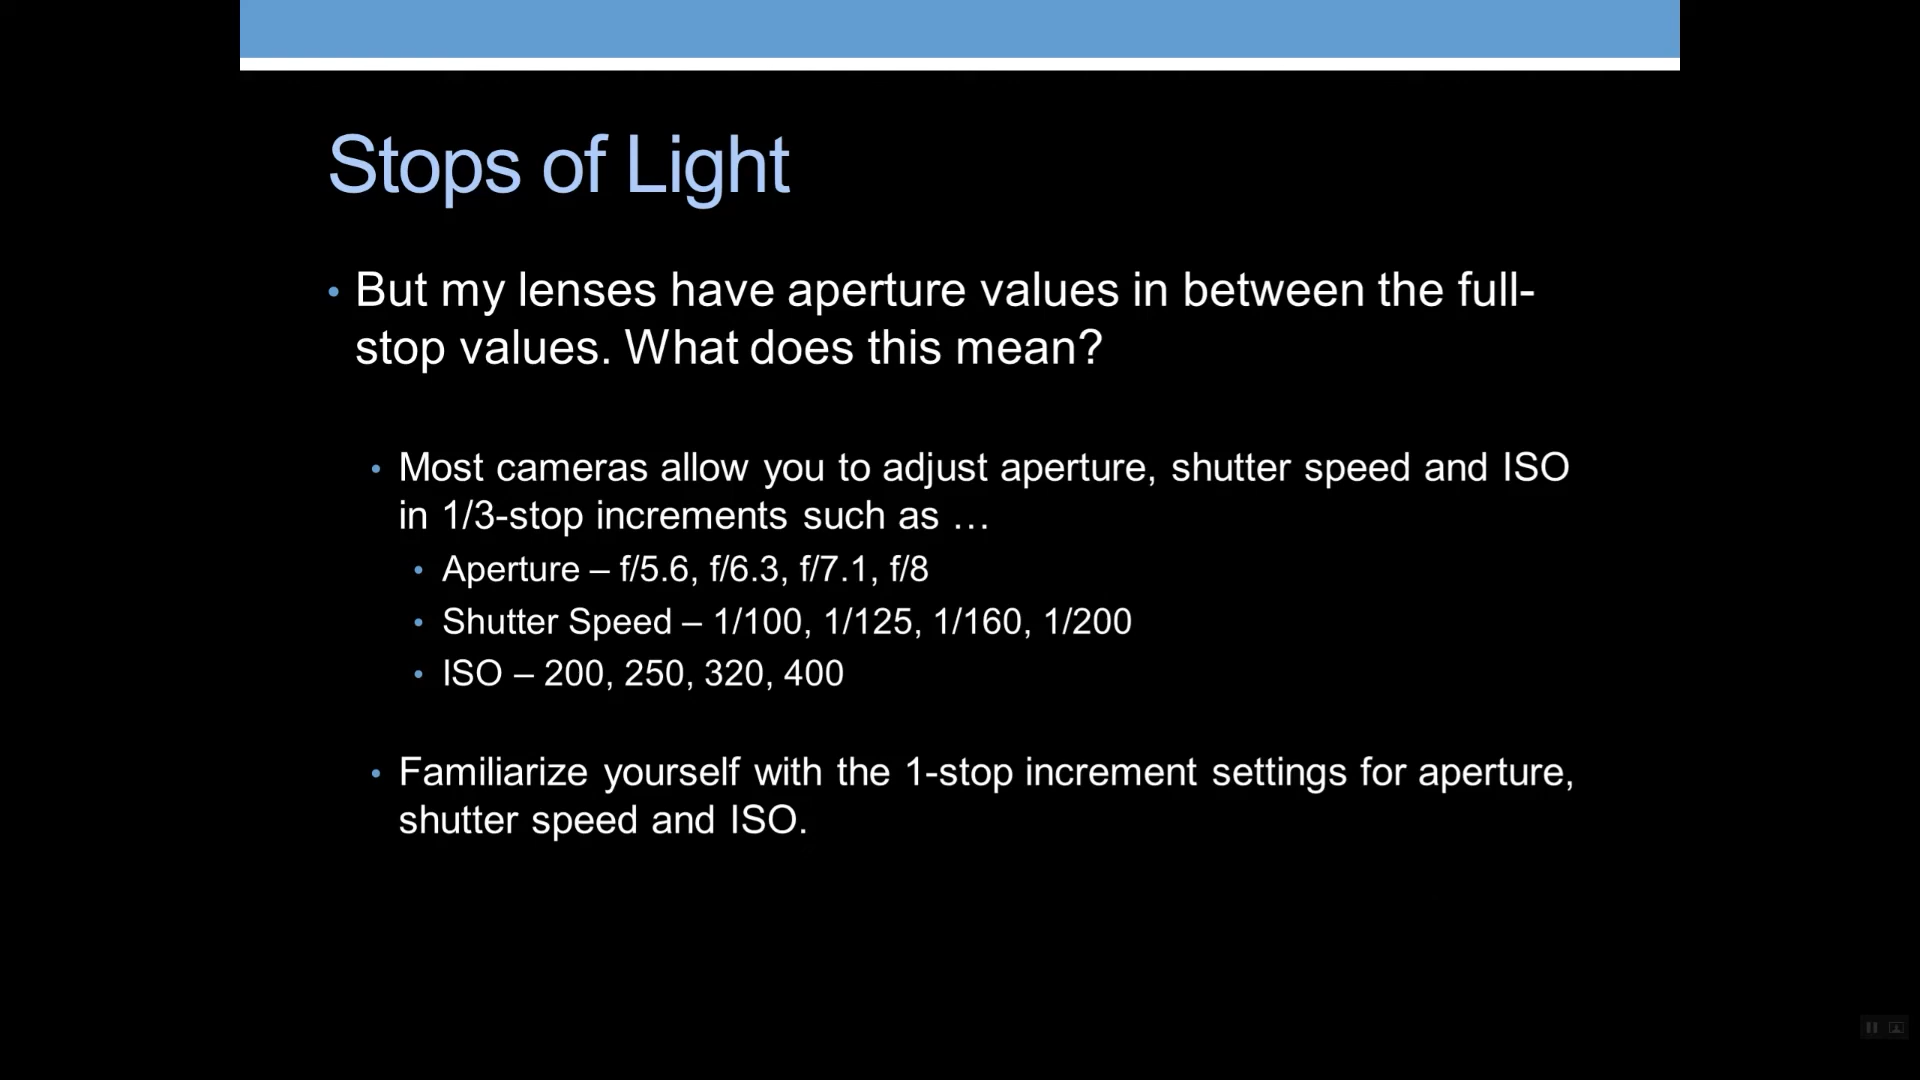 Stops of Light
• But my lenses have aperture values in between the full-
stop values. What does this mean?
• Most cameras allow you to adjust aperture, shutter speed and ISO
in 1/3-stop increments such as …
• Aperture – f/5.6, f/6.3, f/7.1, f/8
• Shutter Speed – 1/100, 1/125, 1/160, 1/200
• ISO – 200, 250, 320, 400
• Familiarize yourself with the 1-stop increment settings for aperture,
shutter speed and ISO.